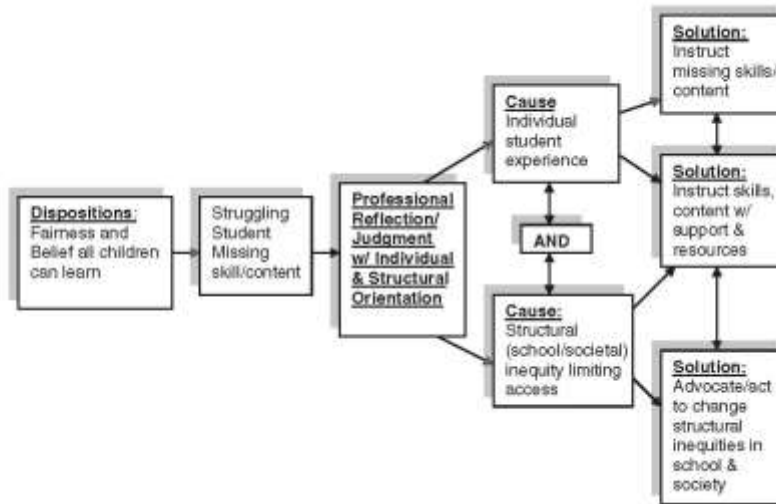 Dispositions:
Fairness and
Belief all children
can learn
Struggling
Student
Missing
skill/content
Professional
Reflection/
Judgment
w/ Individual
& Structural
Orientation
Cause
Individual
student
experience
AND
Cause:
Structural
(school/societal)
inequity limiting
access
Solution:
Instruct
missing skills/
content
Solution:
Instruct skills,
content w/
support &
resources
Solution:
Advocate/act
to change
structural
inequities in
school &
society